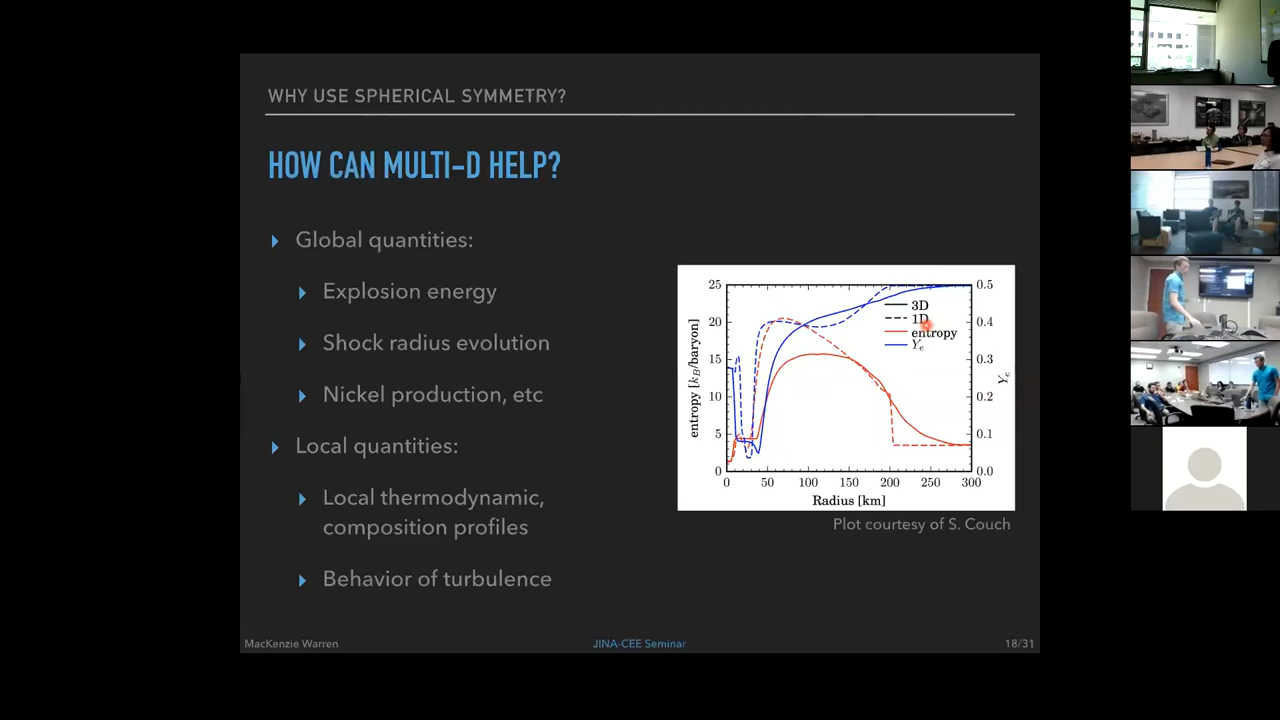 WHY USE SPHERICAL SYMMETRY?
HOW CAN MULTI-D HELP?
Global quantities:
Explosion energy
Shock radius evolution
Nickel production, etc
Local quantities:
Local thermodynamic,
composition profiles
Behavior of turbulence
25
20
15
10
5
0
entropy [k_B/baryon]
3D
1D
entropy
Y_e
0.5
0.4
0.3
0.2
0.1
0.0
Y_e
0 50 100 150 200 250 300
Radius [km]
Plot courtesy of S. Couch
MacKenzie Warren
JINA-CEE Seminar
18/31